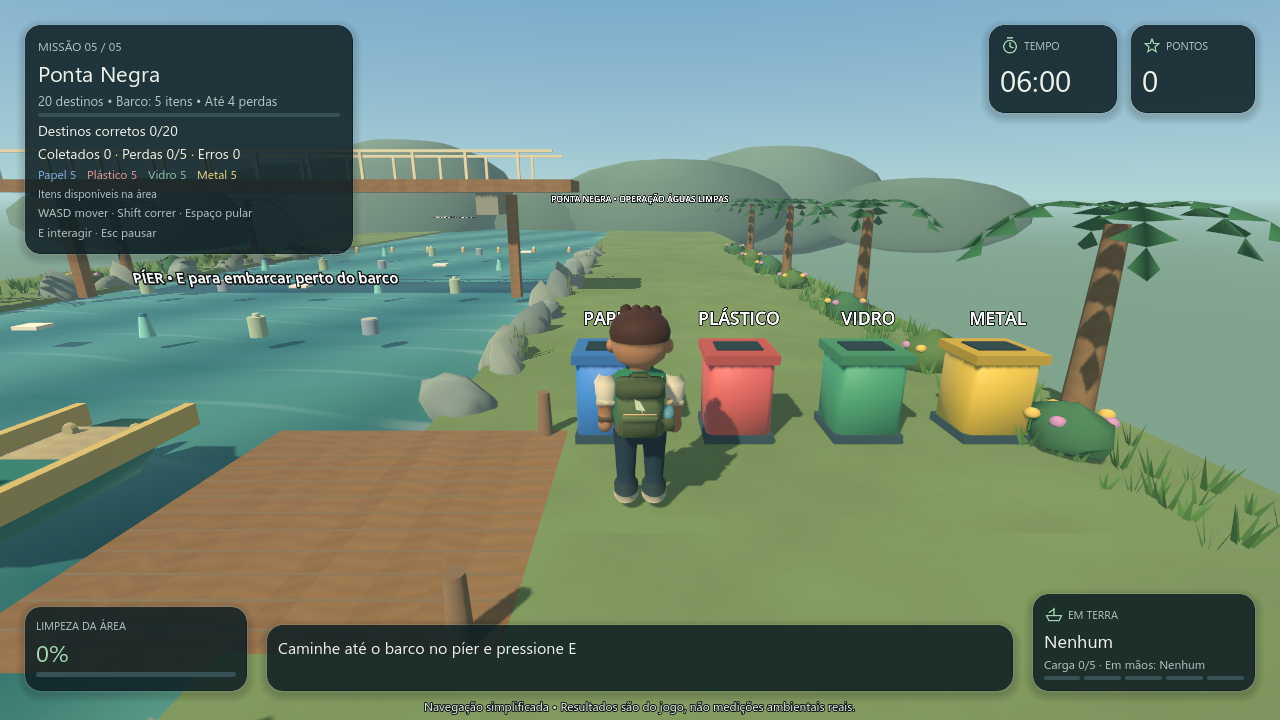 MISSÃO 05 / 05
Ponta Negra
20 destinos • Barco: 5 itens • Até 4 perdas
Destinos corretos 0/20
Coletados 0 · Perdas 0/5 · Erros 0
Papel 5 Plástico 5 Vidro 5 Metal 5
Itens disponíveis na área
WASD mover · Shift correr · Espaço pular
E interagir · Esc pausar
TEMPO
06:00
PONTOS
0
PONTA NEGRA • OPERAÇÃO ÁGUAS LIMPAS
PÍER • E para embarcar perto do barco
PLÁSTICO
VIDRO
METAL
LIMPEZA DA ÁREA
0%
Caminhe até o barco no píer e pressione E
EM TERRA
Nenhum
Carga 0/5 · Em mãos: Nenhum
Navegação simplificada • Resultados são do jogo, não medições ambientais reais.